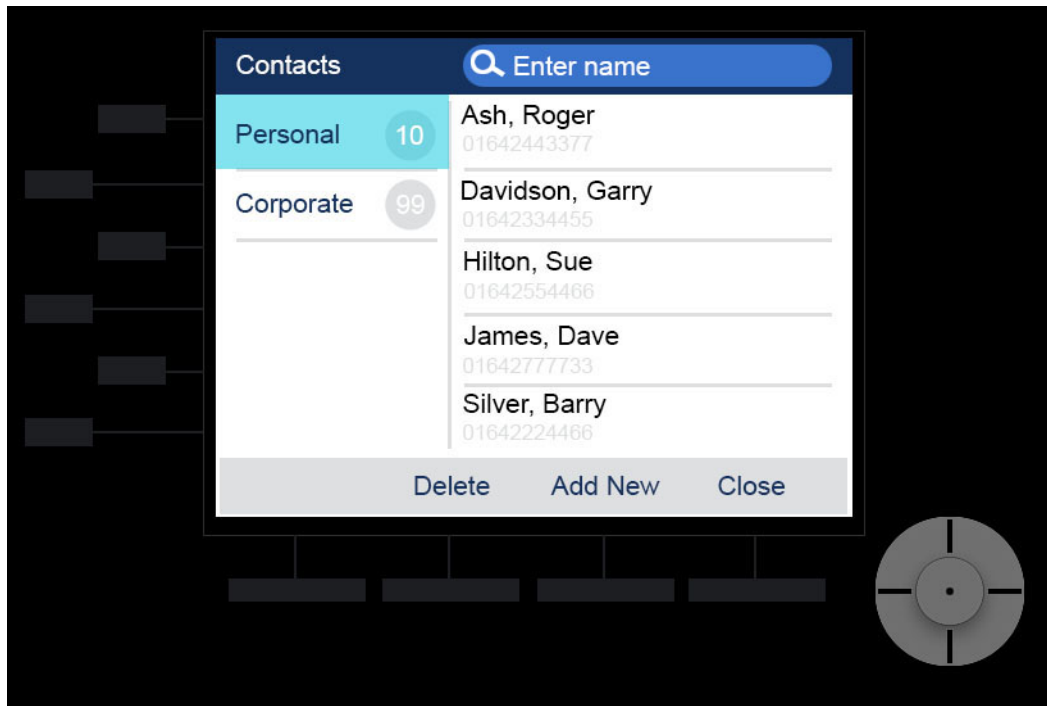 Contacts
Enter name
Personal 10
Corporate 99
Ash, Roger
01642443377
Davidson, Garry
01642334455
Hilton, Sue
01642554466
James, Dave
01642777733
Silver, Barry
01642224466
Delete Add New Close